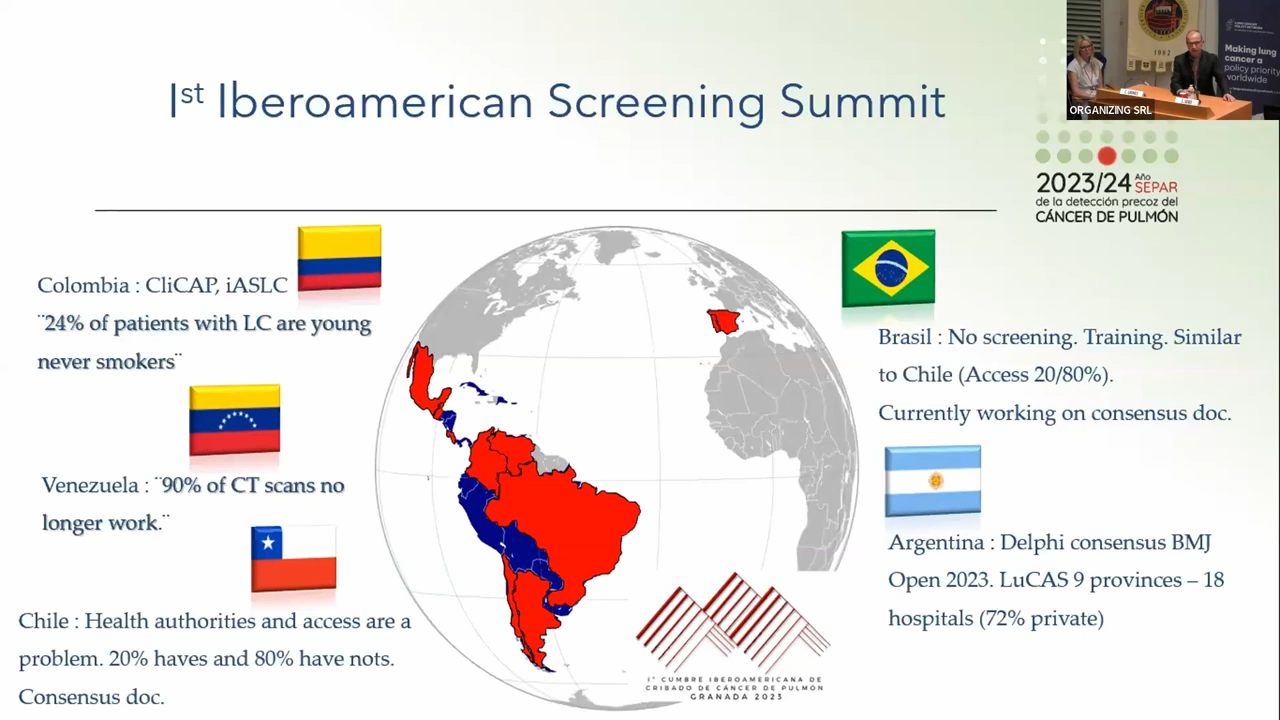 1st Iberoamerican Screening Summit
1882
Making lung
cancer a
policy priority
worldwide
ORGANIZING SRL
2023/24 Año
SEPAR
de la detección precoz del
CÁNCER DE PULMÓN
Colombia : CliCAP, iASLC
¨24% of patients with LC are young
never smokers¨
Venezuela : ¨90% of CT scans no
longer work.¨
Chile : Health authorities and access are a
problem. 20% haves and 80% have nots.
Consensus doc.
Brasil : No screening. Training. Similar
to Chile (Access 20/80%).
Currently working on consensus doc.
Argentina : Delphi consensus BMJ
Open 2023. LuCAS 9 provinces – 18
hospitals (72% private)
1ª CUMBRE IBEROAMERICANA DE
CRIBADO DE CÁNCER DE PULMÓN
GRANADA 2023